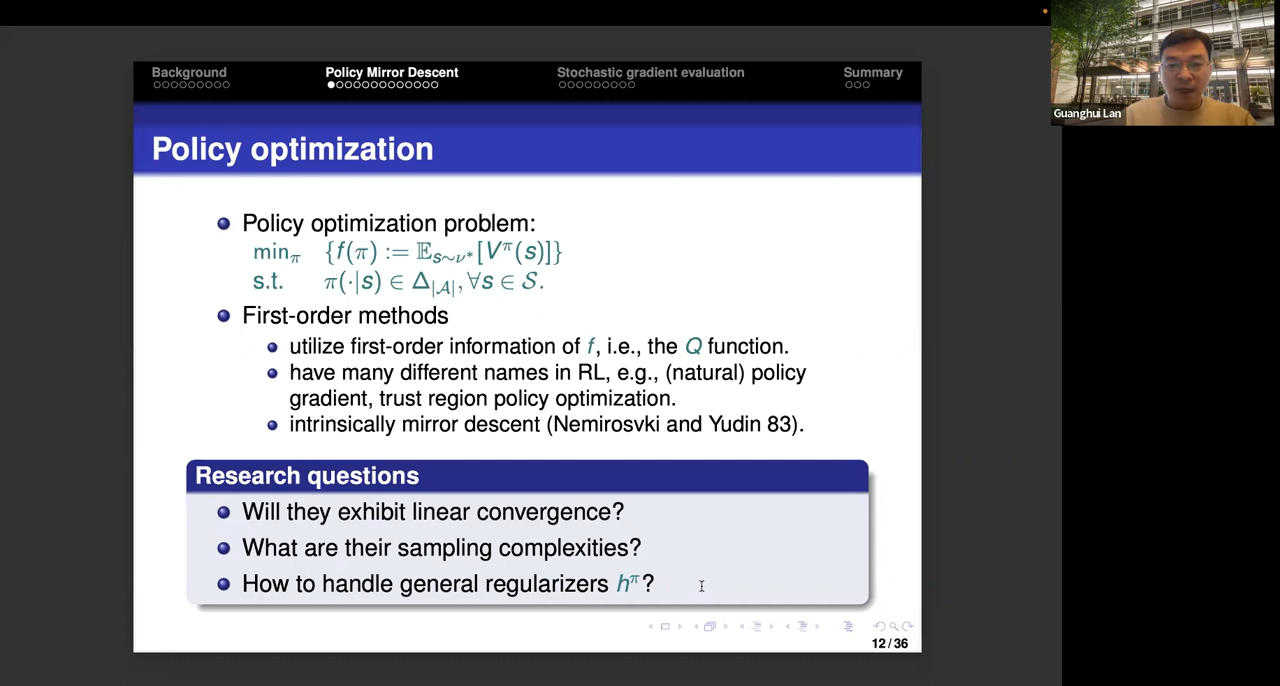 Background Policy Mirror Descent Stochastic gradient evaluation Summary
Policy optimization
Policy optimization problem:
min_π {f(π) := 𝔼_{s∼ν*}[V^π(s)]}
s.t. π(·|s) ∈ Δ_{|𝒜|}, ∀s ∈ 𝒮.
First-order methods
utilize first-order information of f, i.e., the Q function.
have many different names in RL, e.g., (natural) policy
gradient, trust region policy optimization.
intrinsically mirror descent (Nemirosvki and Yudin 83).
Research questions
Will they exhibit linear convergence?
What are their sampling complexities?
How to handle general regularizers h^π?
12 / 36
Guanghui Lan